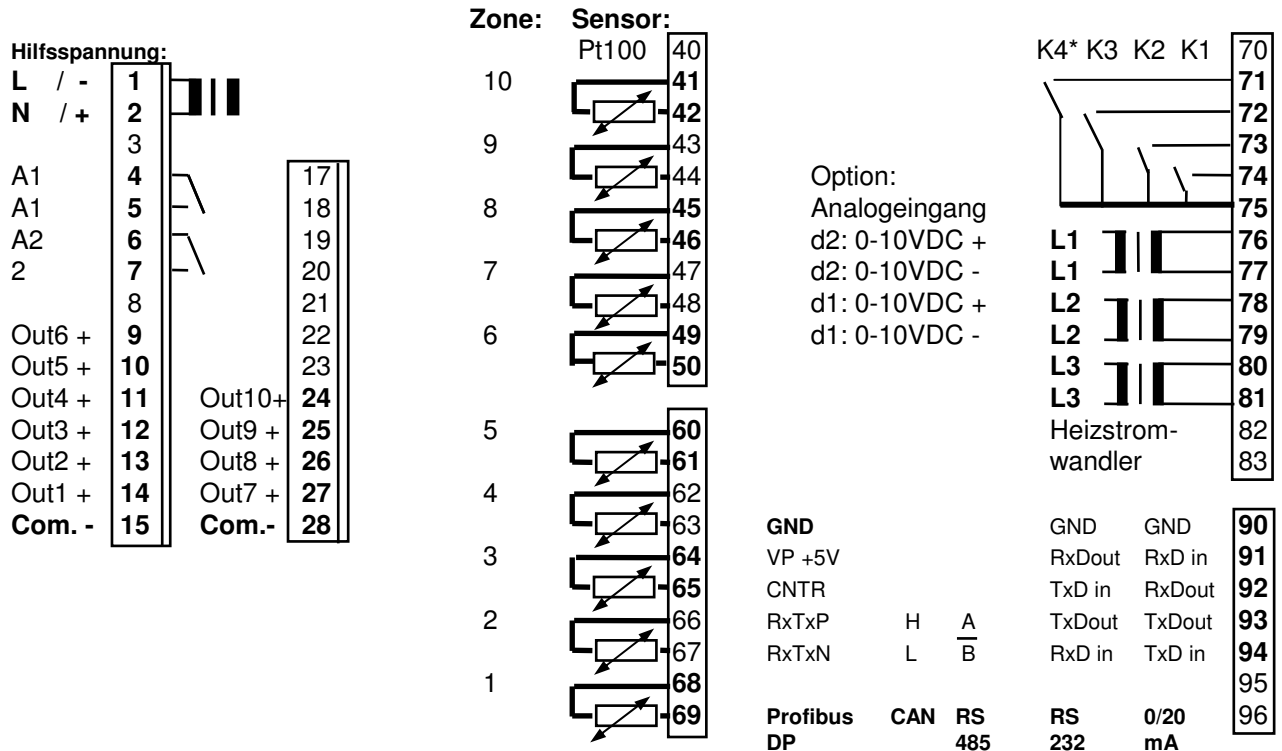 Zone: Sensor:
Hilfsspannung:
L / - 1
N / + 2
3
A1 4
A1 5
A2 6
2 7
8
Out6 + 9
Out5 + 10
Out4 + 11
Out3 + 12
Out2 + 13
Out1 + 14
Com. - 15
17
18
19
20
21
22
23
Out10+ 24
Out9 + 25
Out8 + 26
Out7 + 27
Com.- 28
Pt100 40
10 41
42
9 43
44
8 45
46
7 47
48
6 49
50
5 60
61
4 62
63
3 64
65
2 66
67
1 68
69
Option:
Analogeingang
d2: 0-10VDC +
d2: 0-10VDC -
d1: 0-10VDC +
d1: 0-10VDC -
K4* K3 K2 K1 70
71
72
73
74
75
L1 76
L1 77
L2 78
L2 79
L3 80
L3 81
Heizstrom- 82
wandler 83
GND GND GND 90
VP +5V RxDout RxD in 91
CNTR TxD in RxDout 92
RxTxP H A TxDout TxDout 93
RxTxN L B RxD in TxD in 94
95
96
Profibus CAN RS RS 0/20
DP 485 232 mA